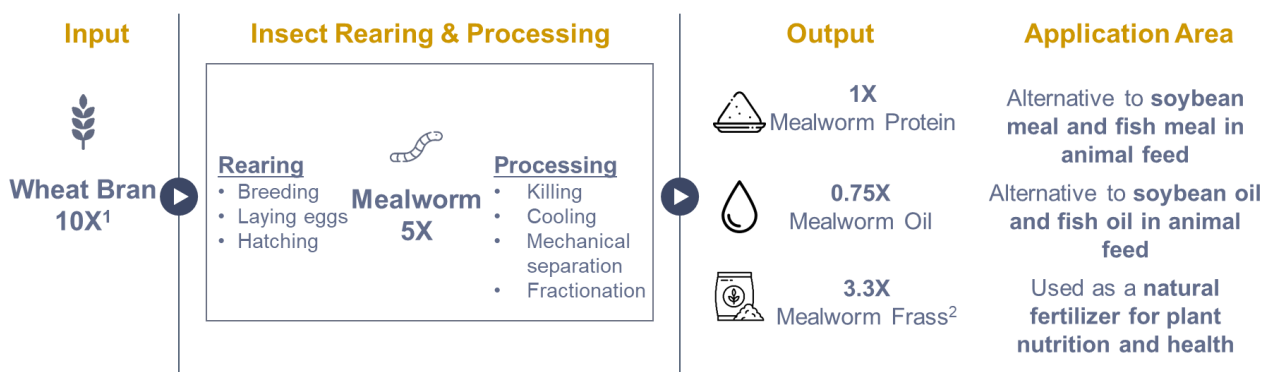 Input
Wheat Bran
10X¹
Insect Rearing & Processing
Rearing
• Breeding
• Laying eggs
• Hatching
Mealworm
5X
Processing
• Killing
• Cooling
• Mechanical
separation
• Fractionation
Output
Application Area
1X
Mealworm Protein
Alternative to soybean
meal and fish meal in
animal feed
0.75X
Mealworm Oil
Alternative to soybean oil
and fish oil in animal
feed
3.3X
Mealworm Frass²
Used as a natural
fertilizer for plant
nutrition and health